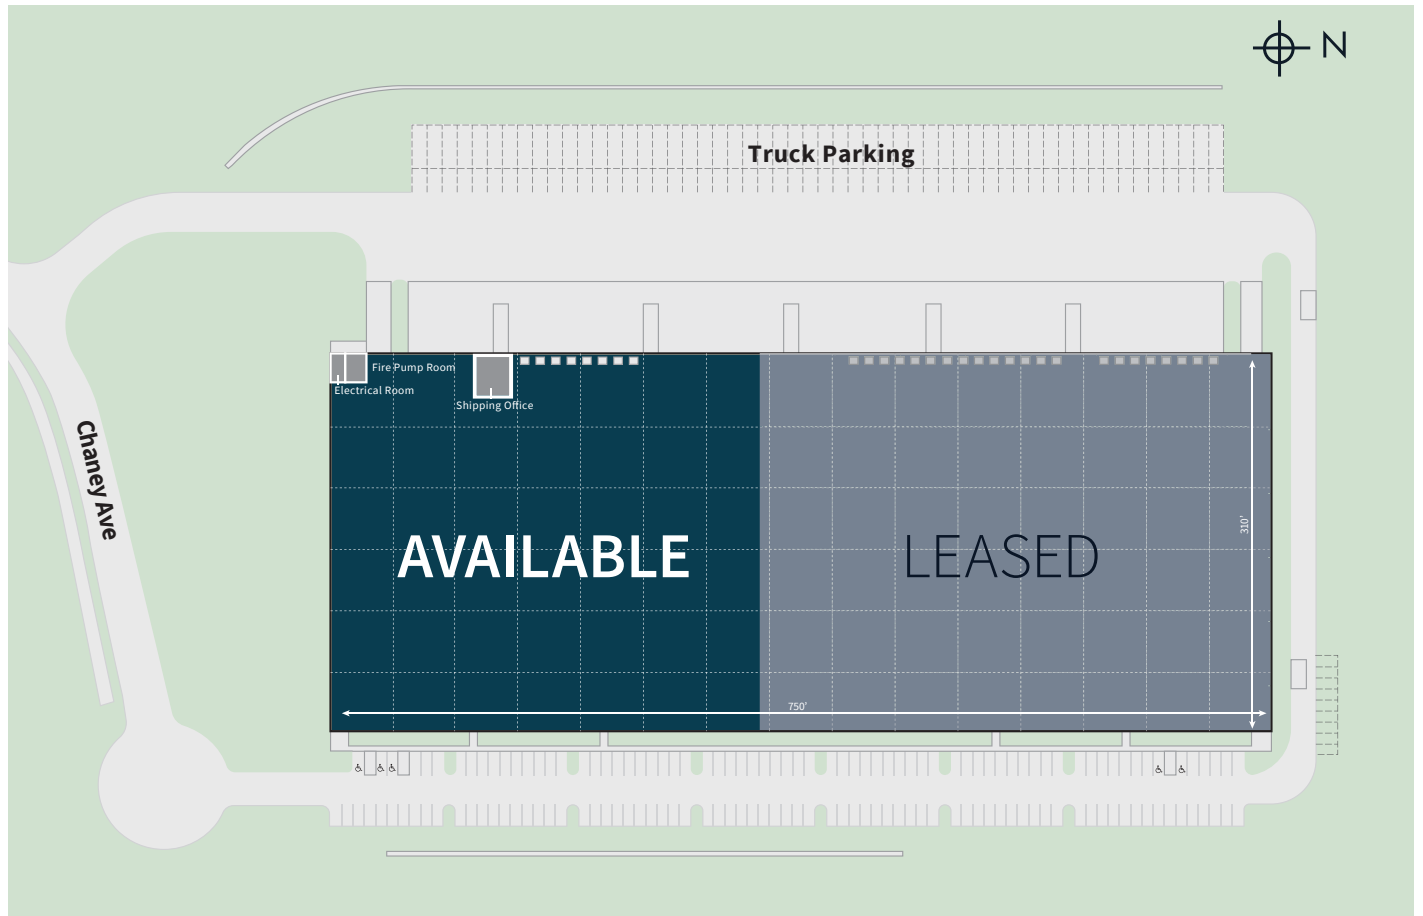 N
Truck Parking
Fire Pump Room
Electrical Room
Shipping Office
Chaney Ave
AVAILABLE
LEASED
310'
750'